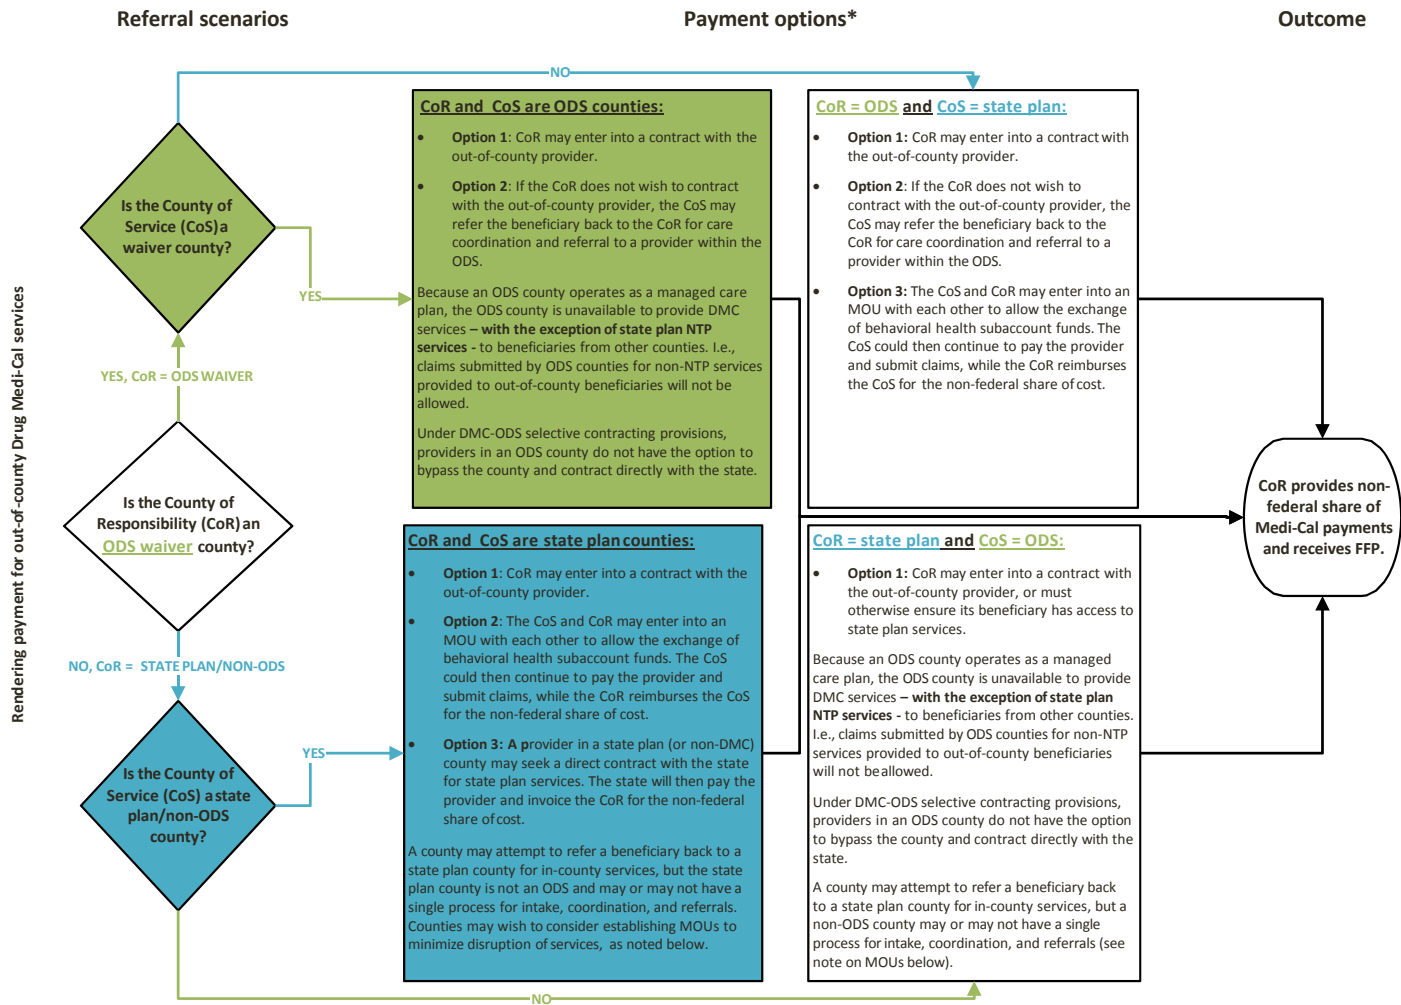 Referral scenarios
Payment options*
Outcome
Rendering payment for out-of-county Drug Medi-Cal services
NO
Is the County of
Service (CoS) a
waiver county?
YES
YES, CoR = ODS WAIVER
Is the County of
Responsibility (CoR) an
ODS waiver county?
NO, CoR = STATE PLAN/NON-ODS
Is the County of
Service (CoS) a state
plan/non-ODS
county?
YES
NO
CoR and CoS are ODS counties:
• Option 1: CoR may enter into a contract with the
out-of-county provider.
• Option 2: If the CoR does not wish to contract
with the out-of-county provider, the CoS may
refer the beneficiary back to the CoR for care
coordination and referral to a provider within the
ODS.
Because an ODS county operates as a managed care
plan, the ODS county is unavailable to provide DMC
services – with the exception of state plan NTP
services - to beneficiaries from other counties. I.e.,
claims submitted by ODS counties for non-NTP services
provided to out-of-county beneficiaries will not be
allowed.
Under DMC-ODS selective contracting provisions,
providers in an ODS county do not have the option to
bypass the county and contract directly with the state.
CoR = ODS and CoS = state plan:
• Option 1: CoR may enter into a contract with
the out-of-county provider.
• Option 2: If the CoR does not wish to
contract with the out-of-county provider, the
CoS may refer the beneficiary back to the
CoR for care coordination and referral to a
provider within the ODS.
• Option 3: The CoS and CoR may enter into an
MOU with each other to allow the exchange
of behavioral health subaccount funds. The
CoS could then continue to pay the provider
and submit claims, while the CoR reimburses
the CoS for the non-federal share of cost.
CoR and CoS are state plan counties:
• Option 1: CoR may enter into a contract with the
out-of-county provider.
• Option 2: The CoS and CoR may enter into an
MOU with each other to allow the exchange of
behavioral health subaccount funds. The CoS
could then continue to pay the provider and
submit claims, while the CoR reimburses the CoS
for the non-federal share of cost.
• Option 3: A provider in a state plan (or non-DMC)
county may seek a direct contract with the state
for state plan services. The state will then pay the
provider and invoice the CoR for the non-federal
share of cost.
A county may attempt to refer a beneficiary back to a
state plan county for in-county services, but the state
plan county is not an ODS and may or may not have a
single process for intake, coordination, and referrals.
Counties may wish to consider establishing MOUs to
minimize disruption of services, as noted below.
CoR = state plan and CoS = ODS:
• Option 1: CoR may enter into a contract with
the out-of-county provider, or must
otherwise ensure its beneficiary has access to
state plan services.
Because an ODS county operates as a managed
care plan, the ODS county is unavailable to provide
DMC services – with the exception of state plan
NTP services - to beneficiaries from other counties.
I.e., claims submitted by ODS counties for non-NTP
services provided to out-of-county beneficiaries
will not be allowed.
Under DMC-ODS selective contracting provisions,
providers in an ODS county do not have the option
to bypass the county and contract directly with the
state.
A county may attempt to refer a beneficiary back
to a state plan county for in-county services, but a
non-ODS county may or may not have a single
process for intake, coordination, and referrals (see
note on MOUs below).
CoR provides non-
federal share of
Medi-Cal payments
and receives FFP.